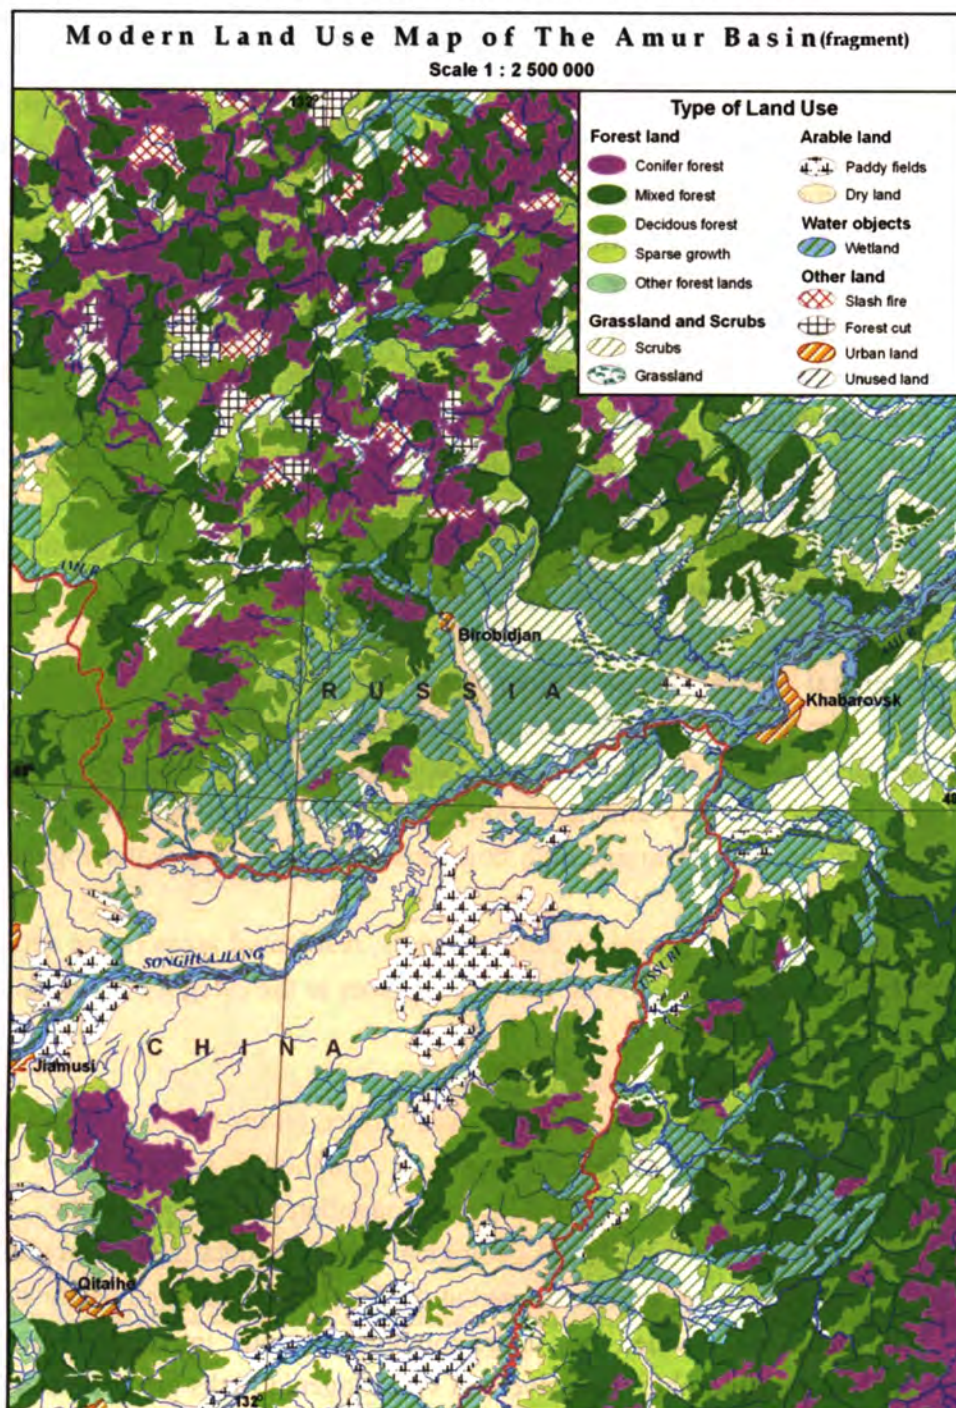 Modern Land Use Map of The Amur Basin(fragment)
Scale 1 : 2 500 000
132°
Type of Land Use
Forest land
Conifer forest
Mixed forest
Decidous forest
Sparse growth
Other forest lands
Grassland and Scrubs
Scrubs
Grassland
Arable land
Paddy fields
Dry land
Water objects
Wetland
Other land
Slash fire
Forest cut
Urban land
Unused land
AMUR
Birobidjan
RUSSIA
Khabarovsk
SONGHUA JIANG
USSURI
CHINA
Jiamusi
Qitaihe
132°